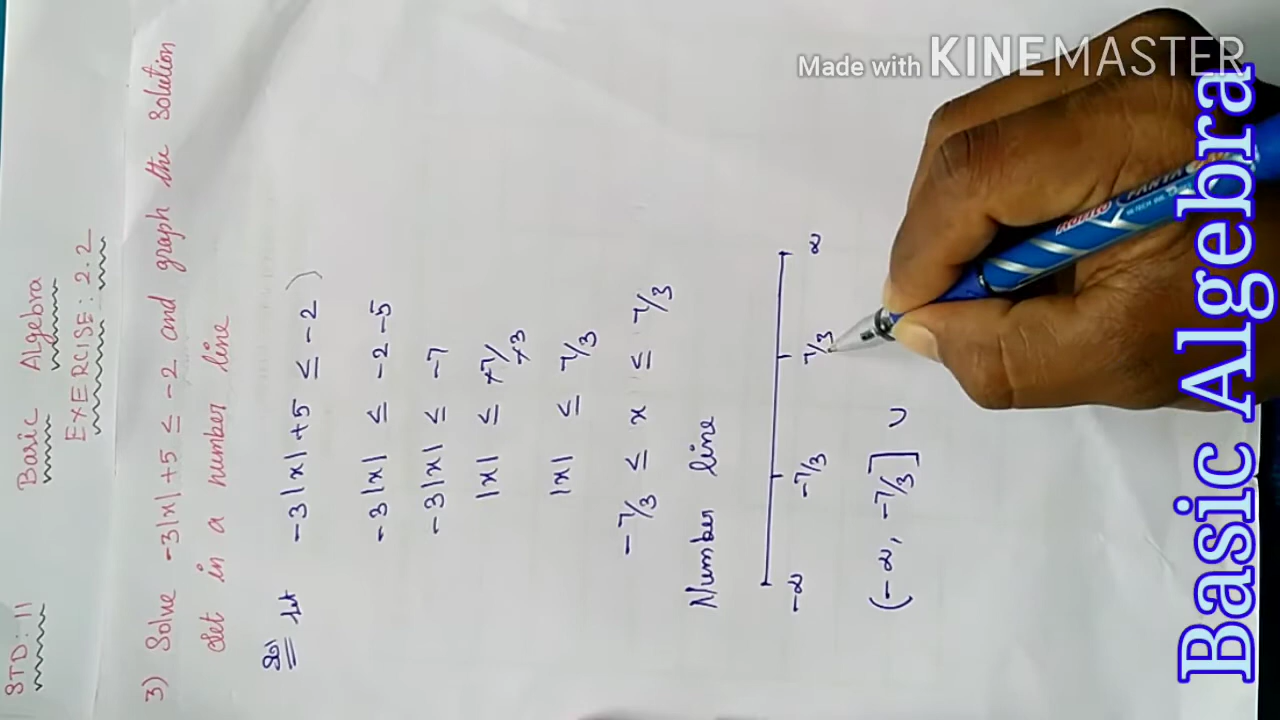 STD: 11
Basic Algebra
EXERCISE: 2.2
3) Solve -3|x|+5 ≤ -2 and graph the solution
set in a number line
Sol let -3|x|+5 ≤ -2
-3|x| ≤ -2-5
-3|x| ≤ -7
|x| ≤ +7/+3
|x| ≤ 7/3
-7/3 ≤ x ≤ 7/3
Number line
-∞ -7/3 7/3 ∞
(-∞, -7/3] ∪
Made with KINEMASTER
Basic Algebra